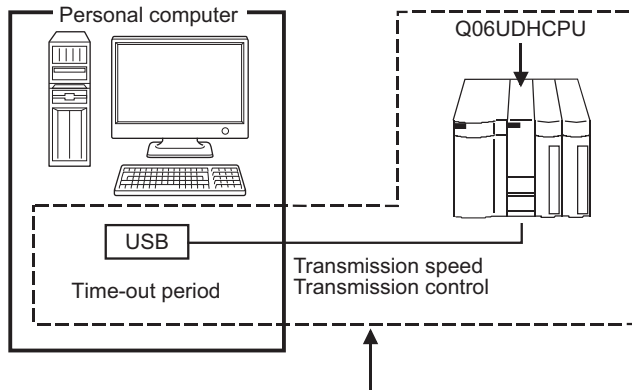 Personal computer
Q06UDHCPU
USB
Time-out period
Transmission speed
Transmission control